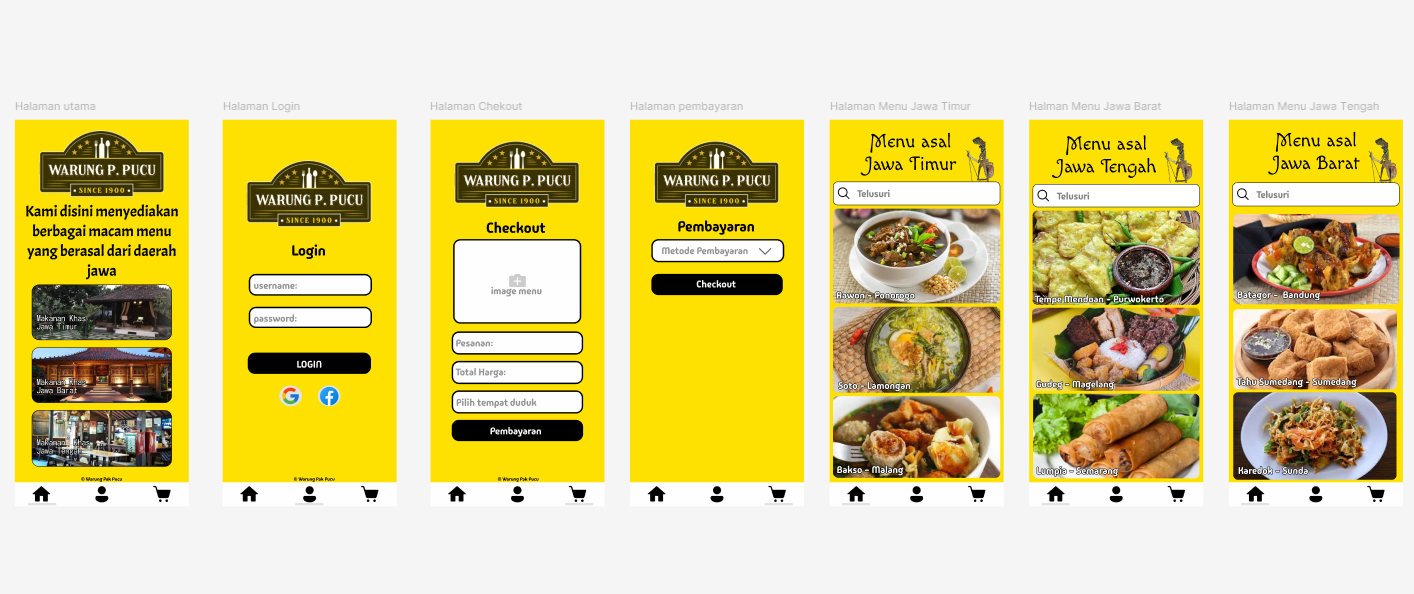 Halaman utama
WARUNG P. PUCU
• SINCE 1900 •
Kami disini menyediakan
berbagai macam menu
yang berasal dari daerah
jawa
Makanan Khas
Jawa Timur
Makanan Khas
Jawa Barat
Makanan Khas
Jawa Tengah
© Warung Pak Pucu
Halaman Login
WARUNG P. PUCU
• SINCE 1900 •
Login
username:
password:
LOGIN
© Warung Pak Pucu
Halaman Chekout
WARUNG P. PUCU
• SINCE 1900 •
Checkout
image menu
Pesanan:
Total Harga:
Pilih tempat duduk
Pembayaran
© Warung Pak Pucu
Halaman pembayaran
WARUNG P. PUCU
• SINCE 1900 •
Pembayaran
Metode Pembayaran
Checkout
Halaman Menu Jawa Timur
Menu asal
Jawa Timur
Telusuri
Rawon - Ponorogo
Soto - Lamongan
Bakso - Malang
Halman Menu Jawa Barat
Menu asal
Jawa Tengah
Telusuri
Tempe Mendoan - Purwokerto
Gudeg - Magelang
Lumpia - Semarang
Halaman Menu Jawa Tengah
Menu asal
Jawa Barat
Telusuri
Batagor - Bandung
Tahu Sumedang - Sumedang
Karedok - Sunda